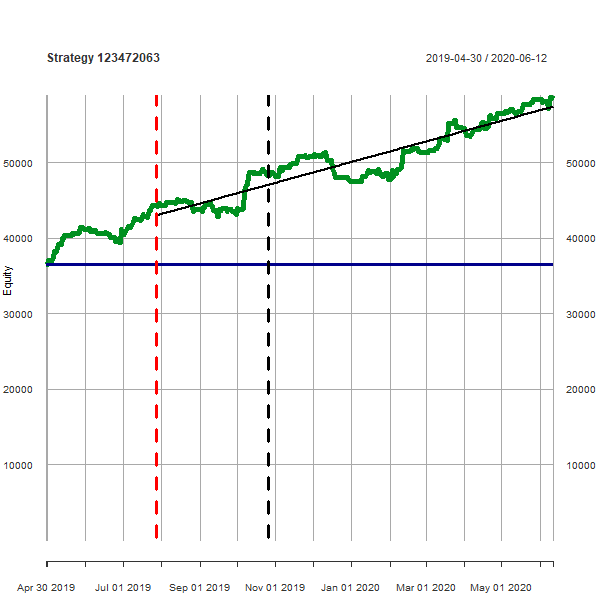 Strategy 123472063
2019-04-30 / 2020-06-12
50000
50000
40000
40000
Equity
30000
30000
20000
20000
10000
10000
Apr 30 2019
Jul 01 2019
Sep 01 2019
Nov 01 2019
Jan 01 2020
Mar 01 2020
May 01 2020